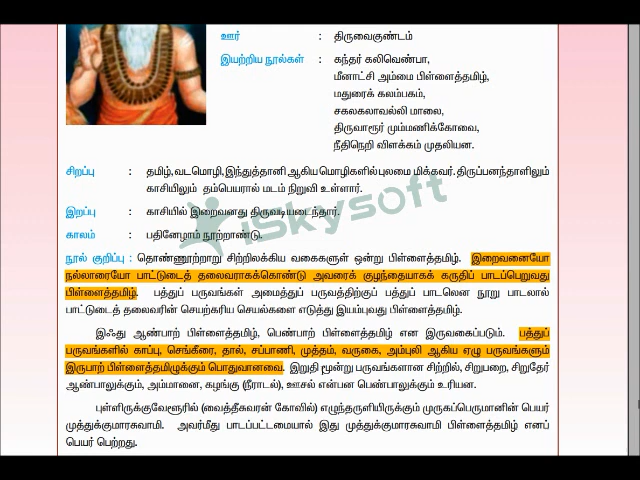 ஊர் : திருவைகுண்டம்
இயற்றிய நூல்கள் : கந்தர் கலிவெண்பா,
மீனாட்சி அம்மை பிள்ளைத்தமிழ்,
மதுரைக் கலம்பகம்,
சகலகலாவல்லி மாலை,
திருவாரூர் மும்மணிக்கோவை,
நீதிநெறி விளக்கம் முதலியன.
சிறப்பு : தமிழ், வடமொழி, இந்துத்தானி ஆகிய மொழிகளில் புலமை மிக்கவர். திருப்பனந்தாளிலும்
காசியிலும் தம்பெயரால் மடம் நிறுவி உள்ளார்.
இறப்பு : காசியில் இறைவனது திருவடியடைந்தார்.
காலம் : பதினேழாம் நூற்றாண்டு.
iSkysoft
நூல் குறிப்பு : தொண்ணூற்றாறு சிற்றிலக்கிய வகைகளுள் ஒன்று பிள்ளைத்தமிழ். இறைவனையோ
நல்லாரையோ பாட்டுடைத் தலைவராகக்கொண்டு அவரைக் குழந்தையாகக் கருதிப் பாடப்பெறுவது
பிள்ளைத்தமிழ். பத்துப் பருவங்கள் அமைத்துப் பருவத்திற்குப் பத்துப் பாடலென நூறு பாடலால்
பாட்டுடைத் தலைவரின் செயற்கரிய செயல்களை எடுத்து இயம்புவது பிள்ளைத்தமிழ்.
இஃது ஆண்பாற் பிள்ளைத்தமிழ், பெண்பாற் பிள்ளைத்தமிழ் என இருவகைப்படும். பத்துப்
பருவங்களில் காப்பு, செங்கீரை, தால், சப்பாணி, முத்தம், வருகை, அம்புலி ஆகிய ஏழு பருவங்களும்
இருபாற் பிள்ளைத்தமிழுக்கும் பொதுவானவை. இறுதி மூன்று பருவங்களான சிற்றில், சிறுபறை, சிறுதேர்
ஆண்பாலுக்கும், அம்மானை, கழங்கு (நீராடல்), ஊசல் என்பன பெண்பாலுக்கும் உரியன.
புள்ளிருக்குவேளூரில் (வைத்தீசுவரன் கோவில்) எழுந்தருளியிருக்கும் முருகப்பெருமானின் பெயர்
முத்துக்குமாரசுவாமி. அவர்மீது பாடப்பட்டமையால் இது முத்துக்குமாரசுவாமி பிள்ளைத்தமிழ் எனப்
பெயர் பெற்றது.